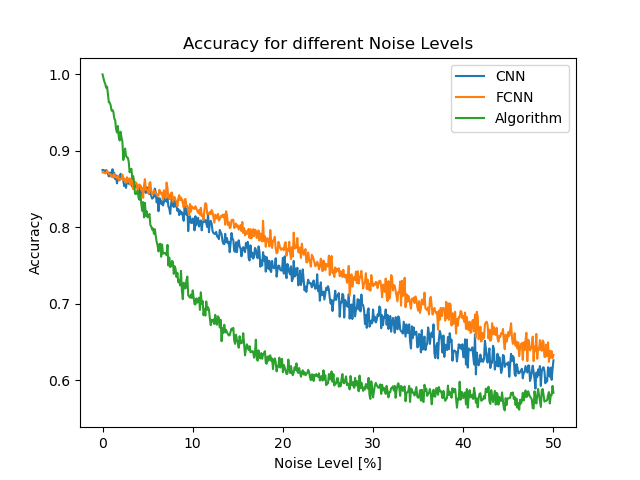 Accuracy for different Noise Levels
CNN
FCNN
Algorithm
1.0
0.9
0.8
0.7
0.6
Accuracy
0
10
20
30
40
50
Noise Level [%]